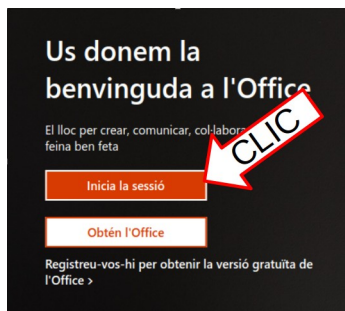 Us donem la
benvinguda a l'Office
El lloc per crear, comunicar, col·labora
feina ben feta
CLIC
Inicia la sessió
Obtén l'Office
Registreu-vos-hi per obtenir la versió gratuïta de
l'Office >